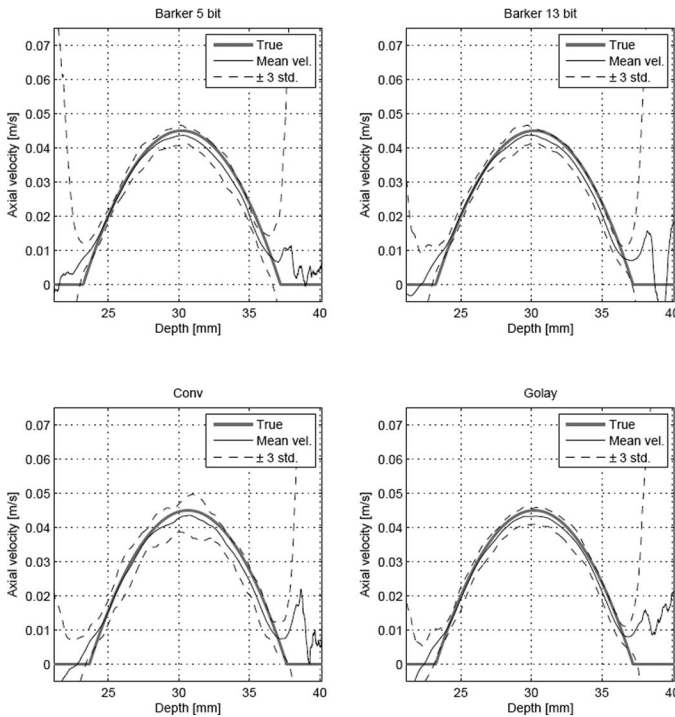 Barker 5 bit
0.07
0.06
0.05
0.04
0.03
0.02
0.01
0
Axial velocity [m/s]
True
Mean vel.
± 3 std.
25
30
35
40
Depth [mm]
Barker 13 bit
0.07
0.06
0.05
0.04
0.03
0.02
0.01
0
Axial velocity [m/s]
True
Mean vel.
± 3 std.
25
30
35
40
Depth [mm]
Conv
0.07
0.06
0.05
0.04
0.03
0.02
0.01
0
Axial velocity [m/s]
True
Mean vel.
± 3 std.
25
30
35
40
Depth [mm]
Golay
0.07
0.06
0.05
0.04
0.03
0.02
0.01
0
Axial velocity [m/s]
True
Mean vel.
± 3 std.
25
30
35
40
Depth [mm]